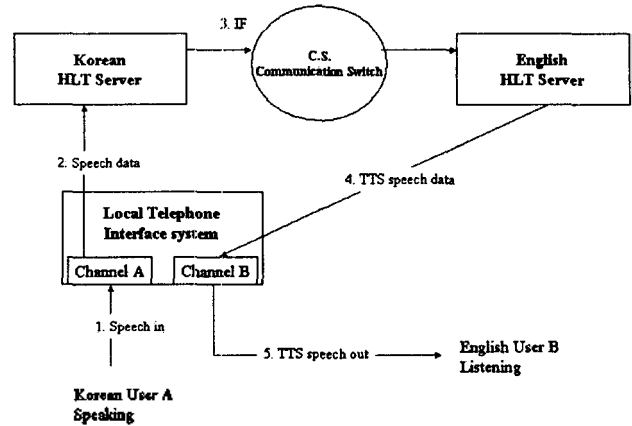 3. IF
Korean
HLT Server
C.S.
Communication Switch
English
HLT Server
2. Speech data
4. TTS speech data
Local Telephone
Interface system
Channel A
Channel B
1. Speech in
5. TTS speech out
English User B
Listening
Korean User A
Speaking